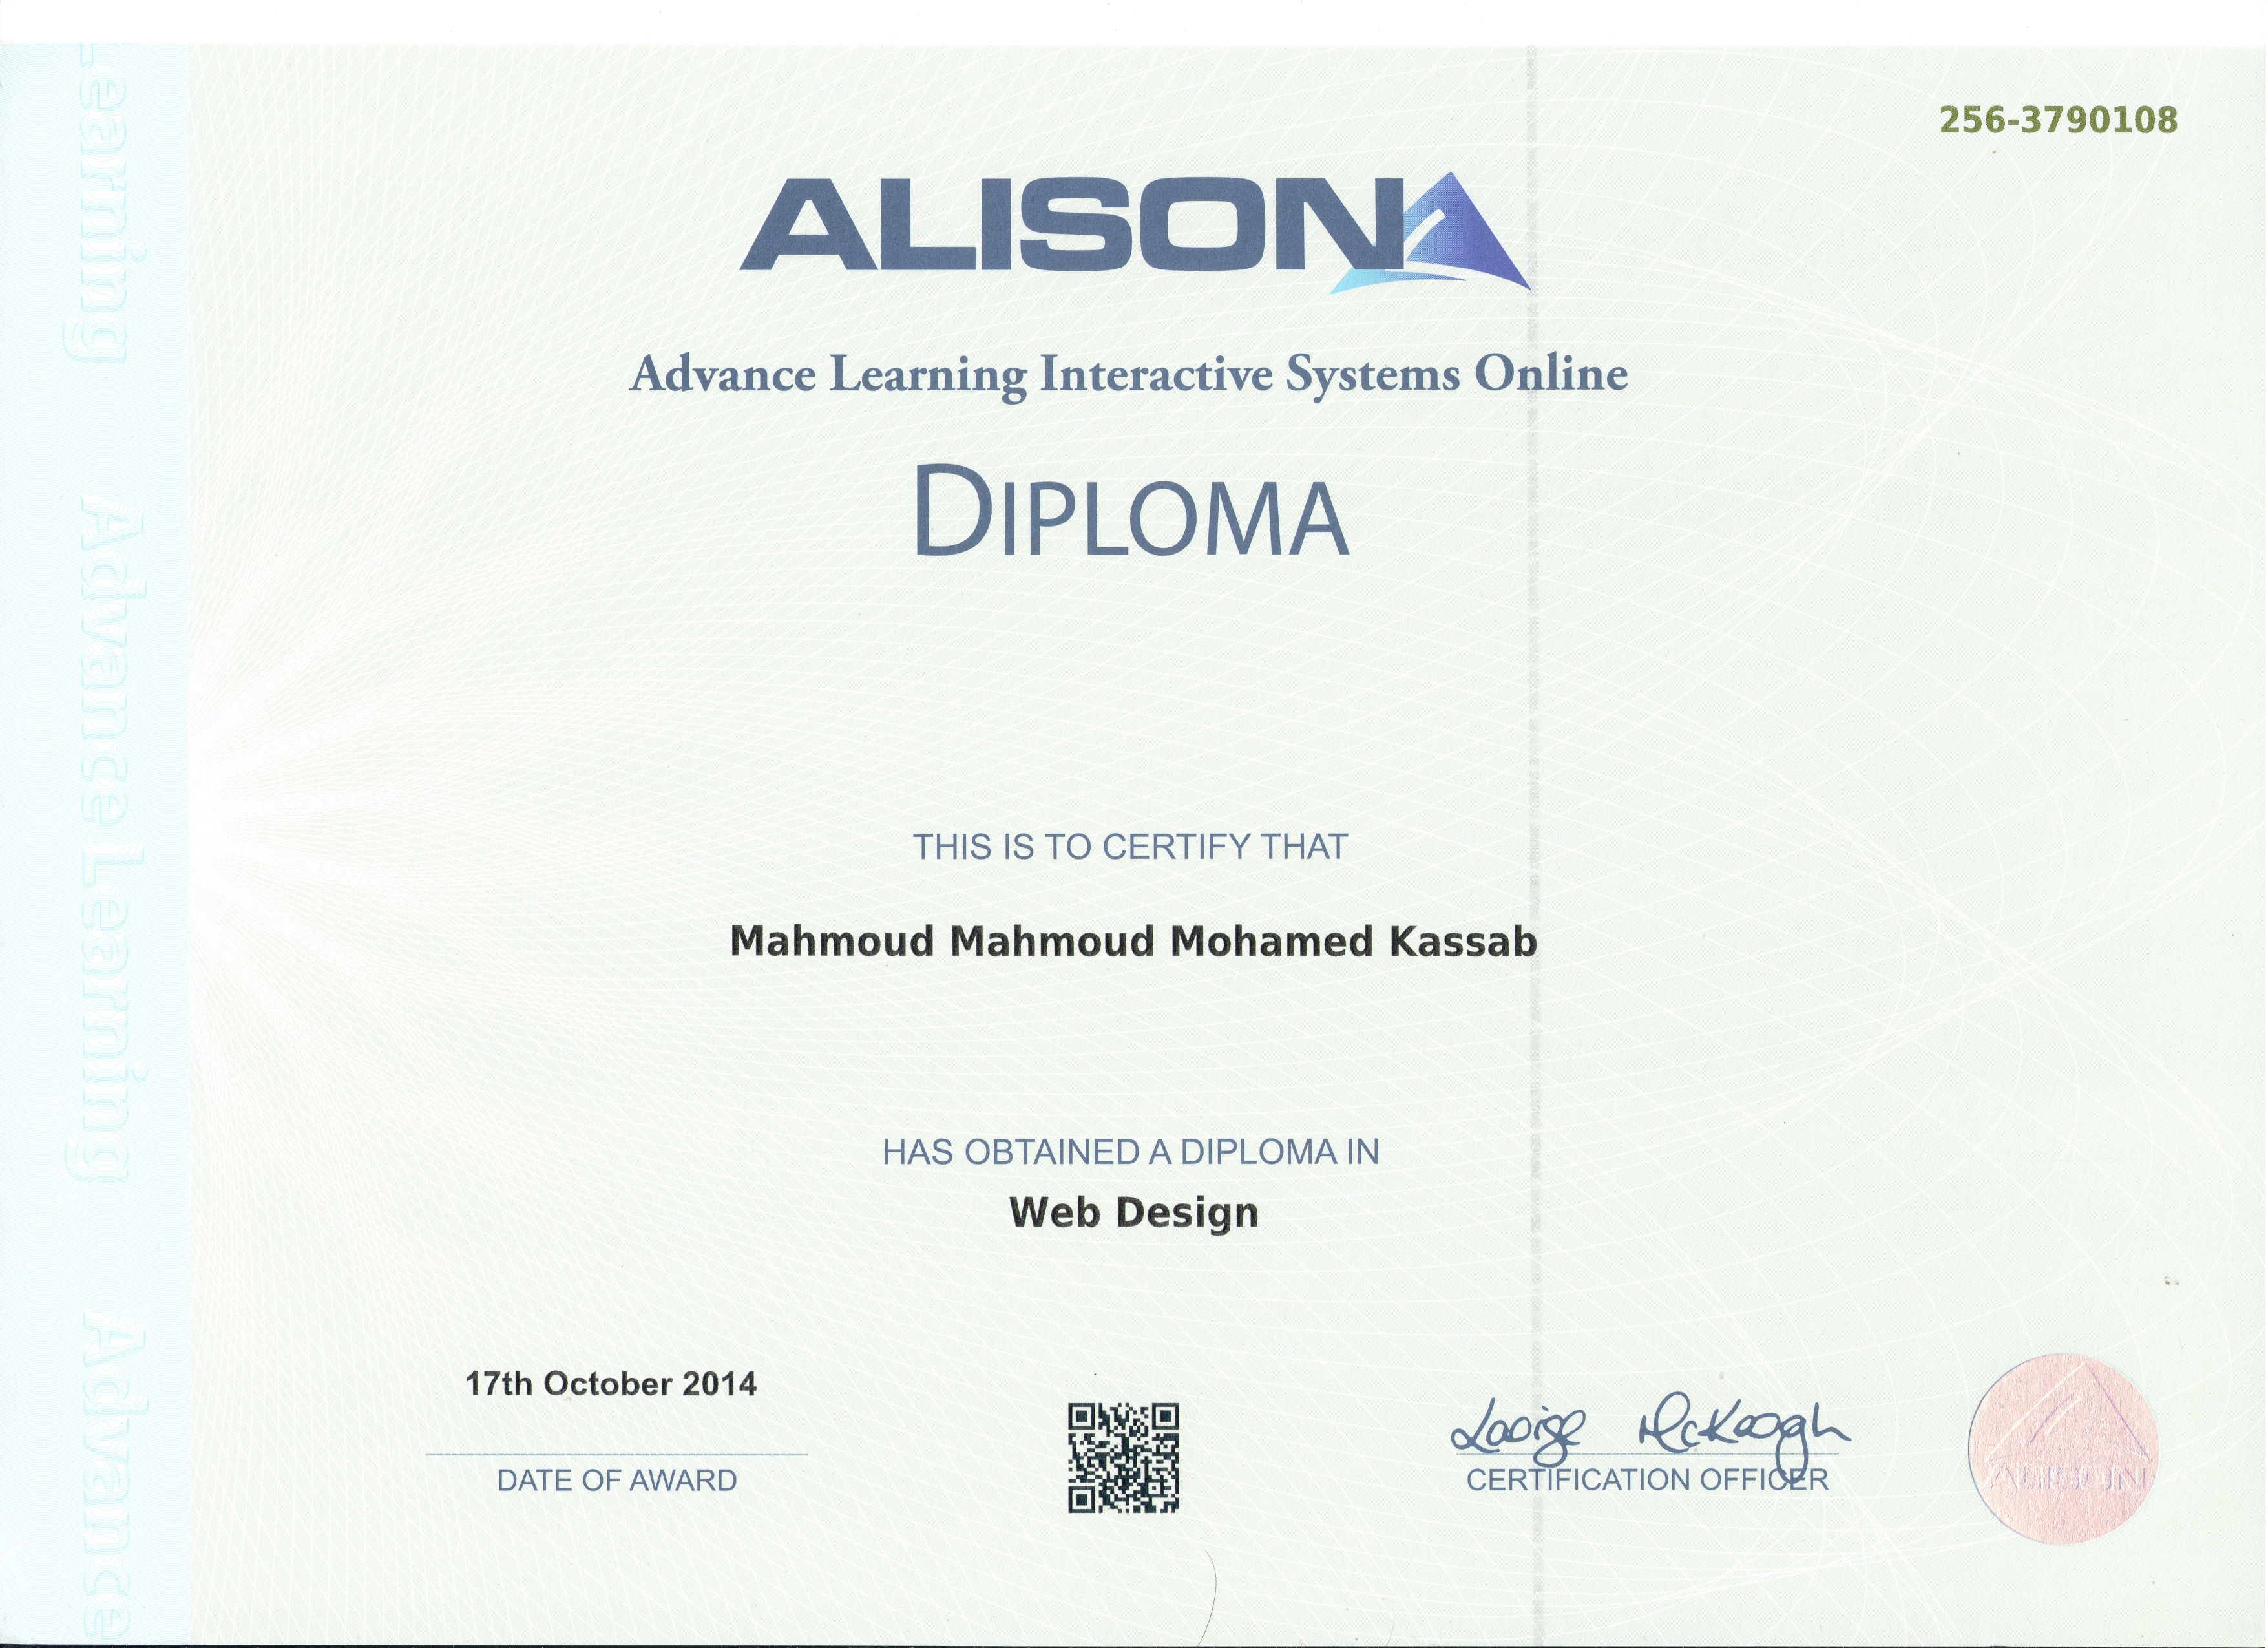 256-3790108
ALISON
Advance Learning Interactive Systems Online
DIPLOMA
THIS IS TO CERTIFY THAT
Mahmoud Mahmoud Mohamed Kassab
HAS OBTAINED A DIPLOMA IN
Web Design
17th October 2014
DATE OF AWARD
Louise McKeogh
CERTIFICATION OFFICER
ALISON
Learning Advance Learning Advance